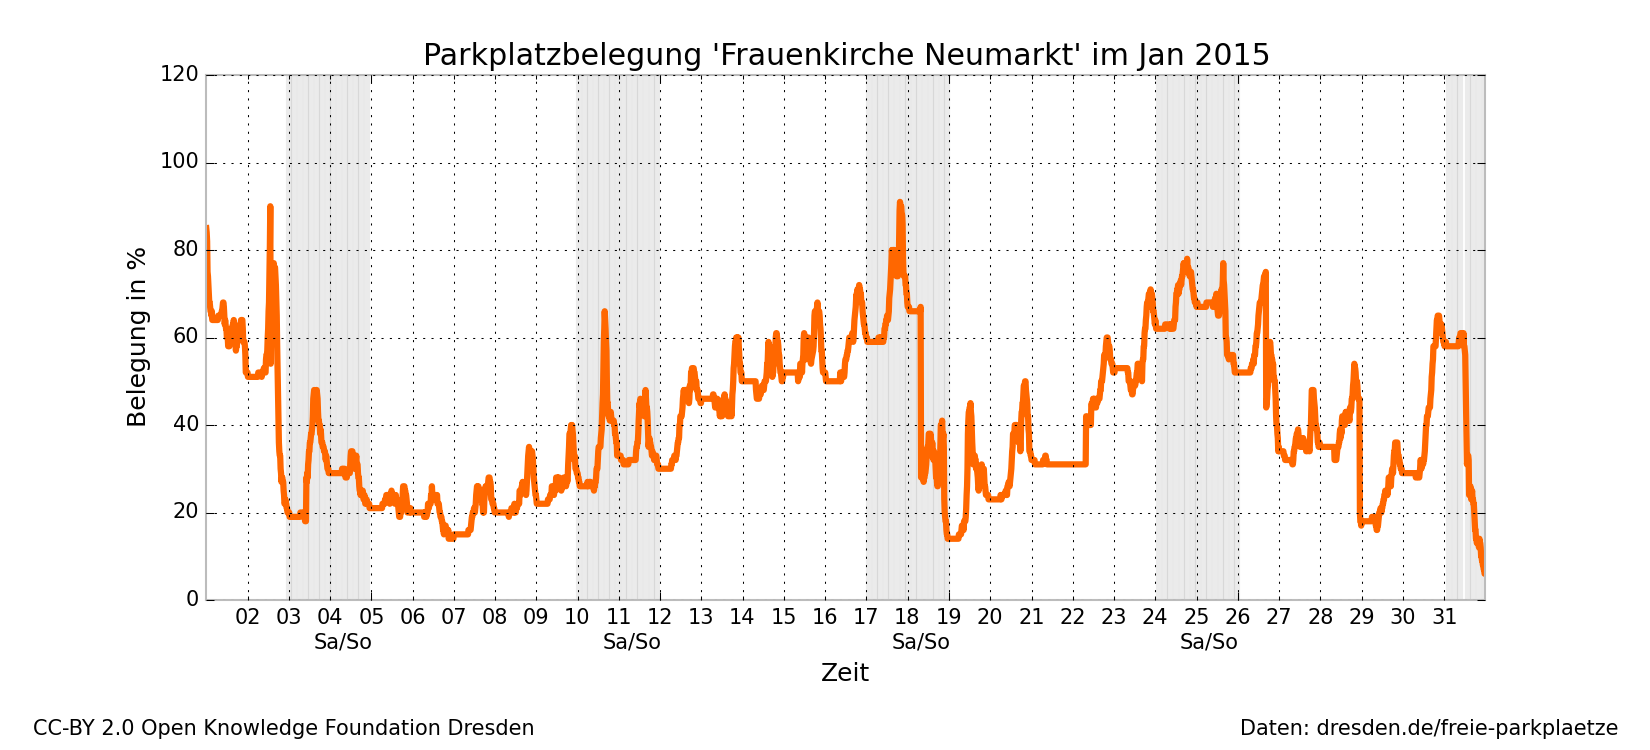 Parkplatzbelegung 'Frauenkirche Neumarkt' im Jan 2015
120
100
80
60
40
20
0
Belegung in %
02 03 04 05 06 07 08 09 10 11 12 13 14 15 16 17 18 19 20 21 22 23 24 25 26 27 28 29 30 31
Sa/So Sa/So Sa/So Sa/So
Zeit
CC-BY 2.0 Open Knowledge Foundation Dresden
Daten: dresden.de/freie-parkplaetze